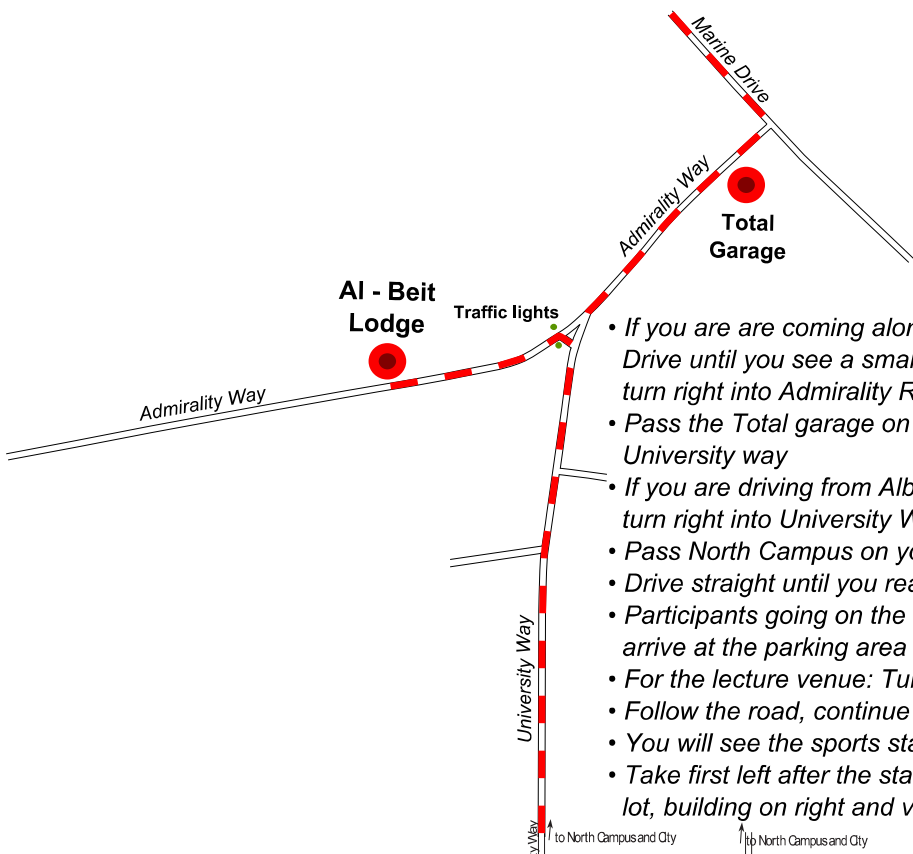 Marine Drive
Admirality Way
Total
Garage
Al - Beit
Lodge
Traffic lights
Admirality Way
University Way
• If you are are coming alon
Drive until you see a smal
turn right into Admirality R
• Pass the Total garage on
University way
• If you are driving from Alb
turn right into University W
• Pass North Campus on yo
• Drive straight until you rea
• Participants going on the
arrive at the parking area
• For the lecture venue: Tur
• Follow the road, continue
• You will see the sports sta
• Take first left after the sta
lot, building on right and v
to North Campus and City
to North Campus and City
y Way